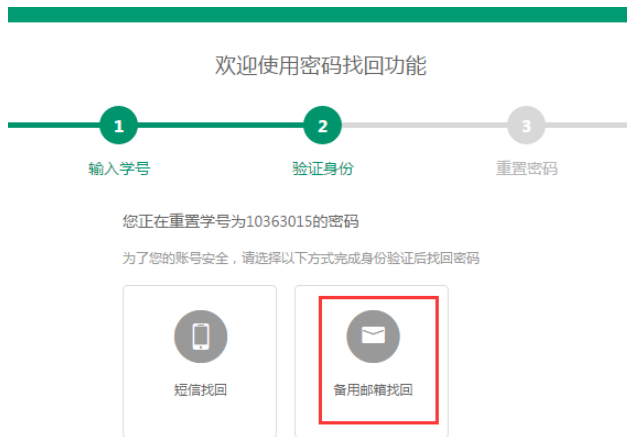 欢迎使用密码找回功能
1 2 3
输入学号 验证身份 重置密码
您正在重置学号为10363015的密码
为了您的账号安全，请选择以下方式完成身份验证后找回密码
短信找回 备用邮箱找回